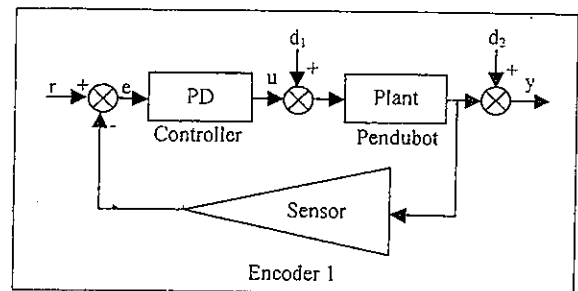 d₁
d₂
r + e PD u + Plant + y
-
Controller
Pendubot
Sensor
Encoder 1